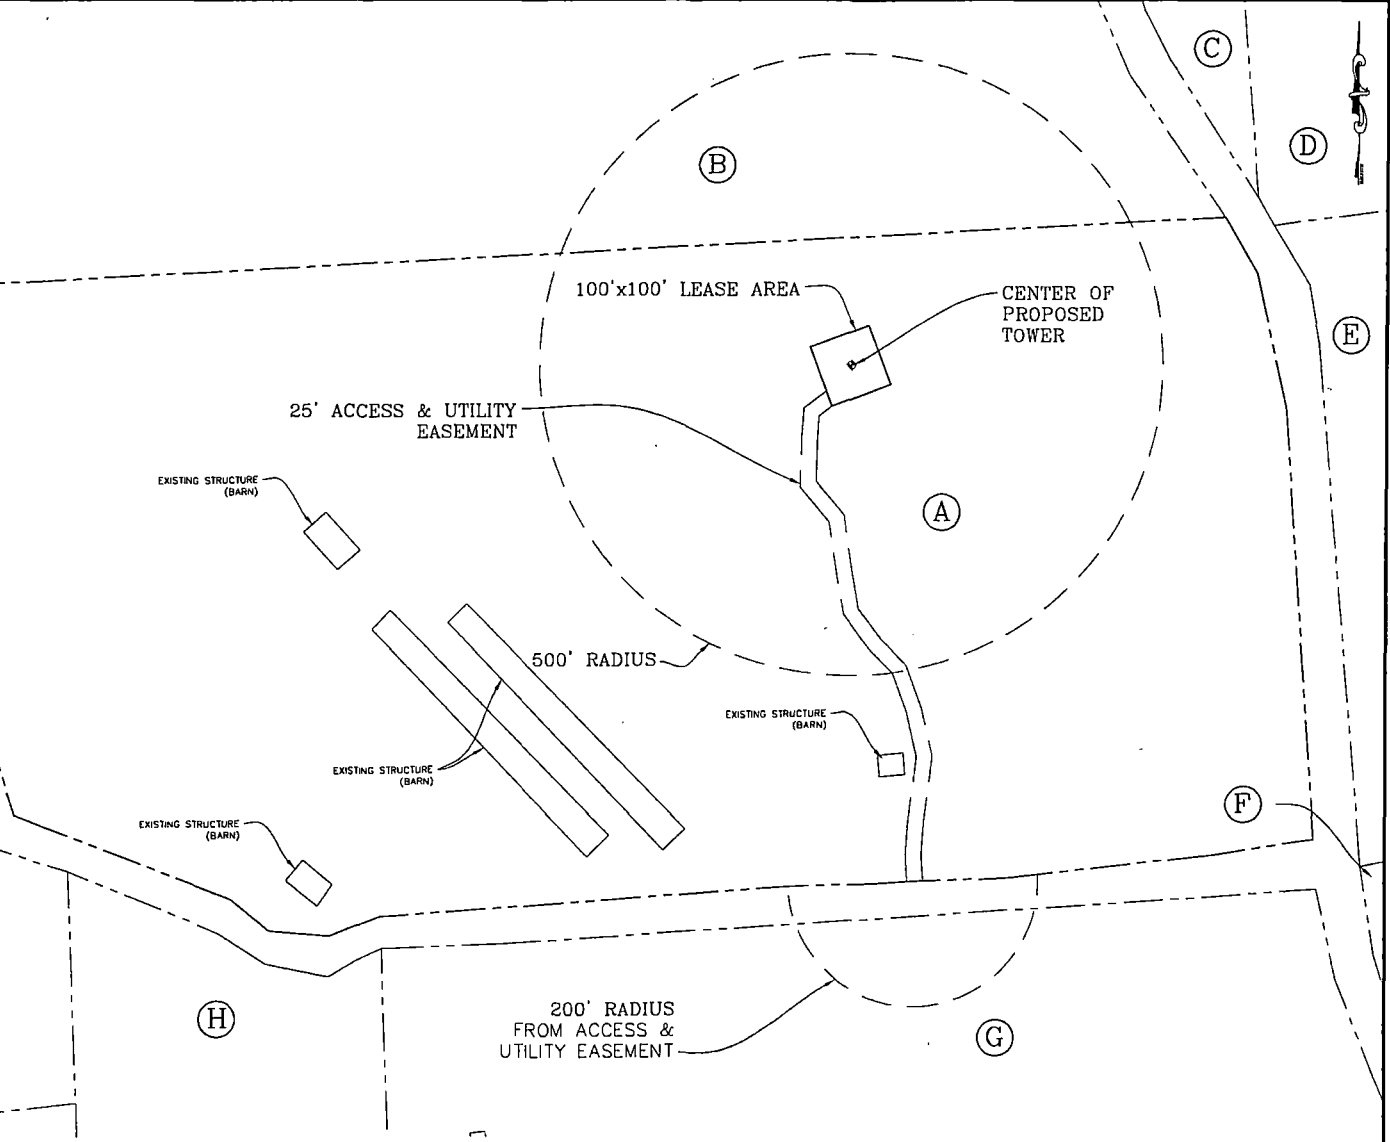 C
D
B
100'x100' LEASE AREA
CENTER OF
PROPOSED
TOWER
E
25' ACCESS & UTILITY
EASEMENT
EXISTING STRUCTURE
(BARN)
A
500' RADIUS
EXISTING STRUCTURE
(BARN)
EXISTING STRUCTURE
(BARN)
F
EXISTING STRUCTURE
(BARN)
200' RADIUS
FROM ACCESS &
UTILITY EASEMENT
H
G